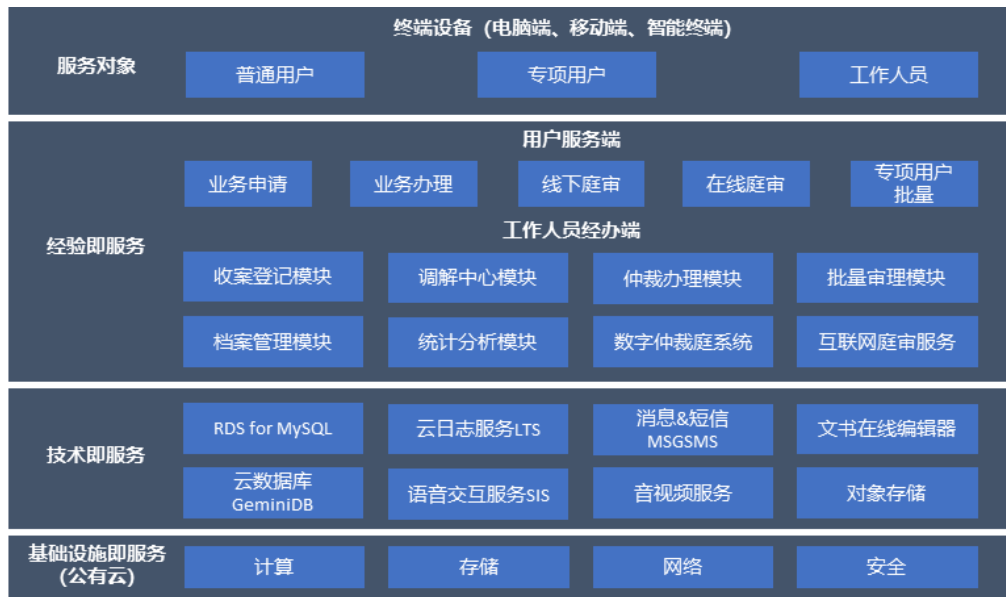 终端设备 (电脑端、移动端、智能终端)
服务对象
普通用户
专项用户
工作人员
用户服务端
业务申请
业务办理
线下庭审
在线庭审
专项用户
批量
工作人员经办端
经验即服务
收案登记模块
调解中心模块
仲裁办理模块
批量审理模块
档案管理模块
统计分析模块
数字仲裁庭系统
互联网庭审服务
技术即服务
RDS for MySQL
云日志服务LTS
消息&短信
MSGSMS
文书在线编辑器
云数据库
GeminiDB
语音交互服务SIS
音视频服务
对象存储
基础设施即服务
(公有云)
计算
存储
网络
安全